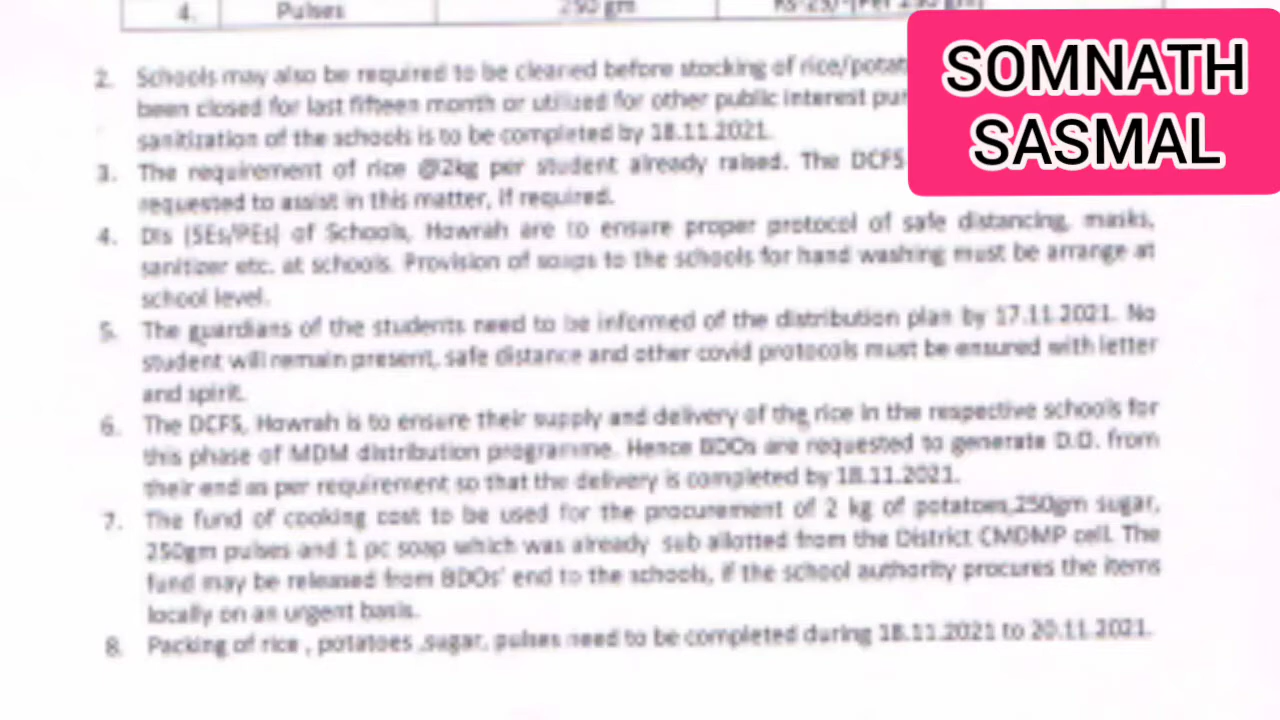 4. Pulses 250 gm Rs-25/-(Per 250 gm)
SOMNATH
SASMAL
2. Schools may also be required to be cleaned before stocking of rice/potat
been closed for last fifteen month or utilized for other public interest pur
sanitization of the schools is to be completed by 18.11.2021.
3. The requirement of rice @2kg per student already raised. The DCFS
requested to assist in this matter, if required.
4. DIs (SEs/PEs) of Schools, Howrah are to ensure proper protocol of safe distancing, masks,
sanitizer etc. at schools. Provision of soaps to the schools for hand washing must be arrange at
school level.
5. The guardians of the students need to be informed of the distribution plan by 17.11.2021. No
student will remain present, safe distance and other covid protocols must be ensured with letter
and spirit.
6. The DCFS, Howrah is to ensure their supply and delivery of the rice in the respective schools for
this phase of MDM distribution programme. Hence BDOs are requested to generate D.O. from
their end as per requirement so that the delivery is completed by 18.11.2021.
7. The fund of cooking cost to be used for the procurement of 2 kg of potatoes,250gm sugar,
250gm pulses and 1 pc soap which was already sub allotted from the District CMDMP cell. The
fund may be released from BDOs' end to the schools, if the school authority procures the items
locally on an urgent basis.
8. Packing of rice , potatoes ,sugar, pulses need to be completed during 18.11.2021 to 20.11.2021.